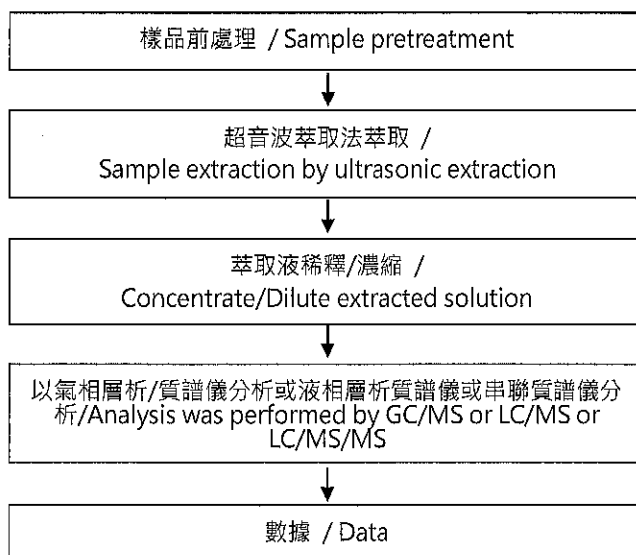 樣品前處理 / Sample pretreatment
超音波萃取法萃取 /
Sample extraction by ultrasonic extraction
萃取液稀釋/濃縮 /
Concentrate/Dilute extracted solution
以氣相層析/質譜儀分析或液相層析質譜儀或串聯質譜儀分
析/Analysis was performed by GC/MS or LC/MS or
LC/MS/MS
數據 / Data